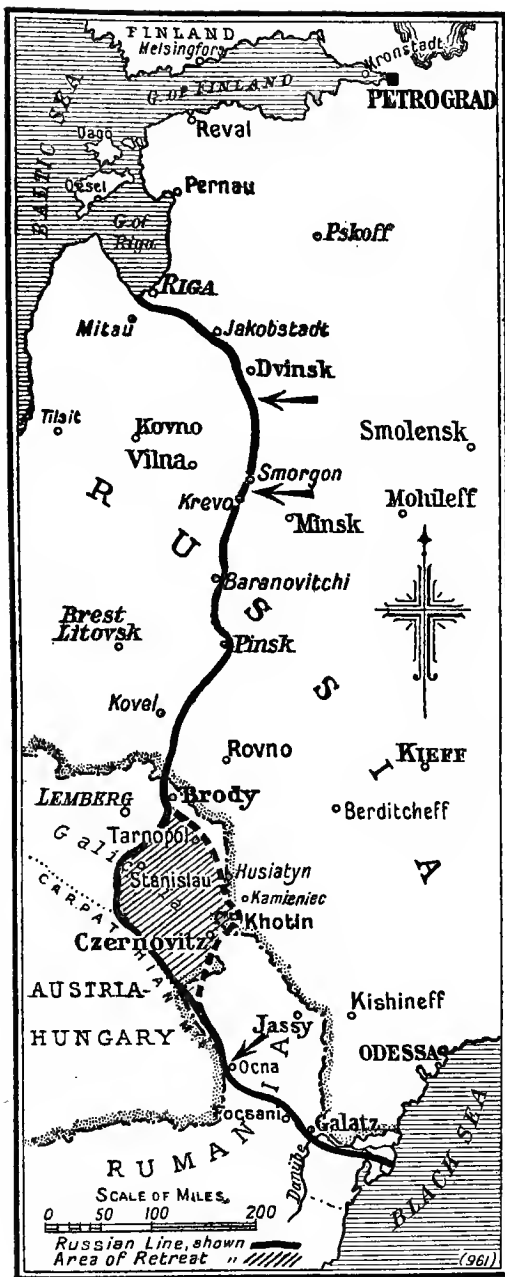 FINLAND
Helsingfors
Kronstadt
G. OF FINLAND
PETROGRAD
BALTIC SEA
Dago
Reval
Oesel
Pernau
G. of Riga
Pskoff
RIGA
Mitau
Jakobstadt
Dvinsk
Tilsit
Kovno
Smolensk
Vilna
Smorgon
Krevo
Mohileff
Minsk
RUSSIA
Baranovitchi
Brest Litovsk
Pinsk
Kovel
Rovno
KIEFF
LEMBERG
Brody
Berditcheff
Galicia
Tarnopol
Stanislau
Husiatyn
Kamieniec
CARPATHIAN MTS
Khotin
Czernovitz
AUSTRIA-
HUNGARY
Kishineff
Jassy
ODESSA
Ocna
Focsani
Galatz
RUMANIA
Danube
BLACK SEA
SCALE OF MILES.
0 50 100 200
Russian Line, shown
Area of Retreat "
(961)